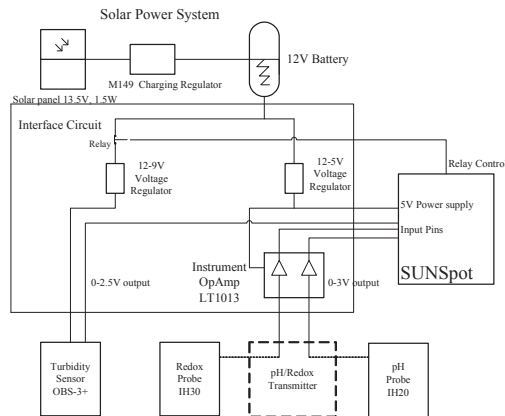 Solar Power System
12V Battery
M149 Charging Regulator
Solar panel 13.5V, 1.5W
Interface Circuit
Relay
Relay Control
12-9V
Voltage
Regulator
12-5V
Voltage
Regulator
5V Power supply
Input Pins
SUNSpot
Instrument
OpAmp
LT1013
0-2.5V output
0-3V output
Turbidity
Sensor
OBS-3+
Redox
Probe
IH30
pH/Redox
Transmitter
pH
Probe
IH20